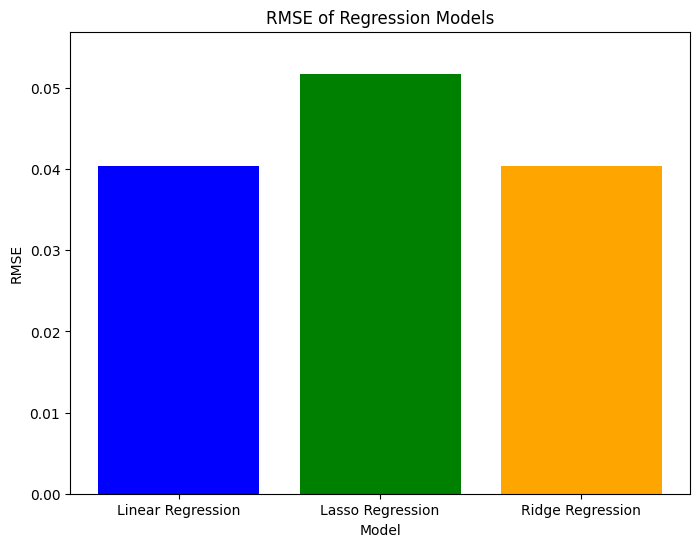 RMSE of Regression Models
RMSE
0.05
0.04
0.03
0.02
0.01
0.00
Linear Regression
Lasso Regression
Ridge Regression
Model